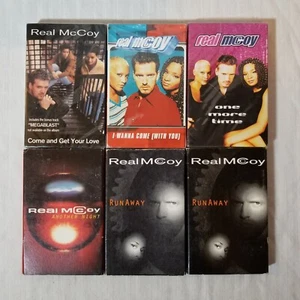 Real McCoy
Includes the bonus track
"MEGABLAST"
not available on the album
Come and Get Your Love
real mccoy
I WANNA COME (WITH YOU)
real mccoy
one
more
time
Real McCoy
ANOTHER NIGHT
Real McCoy
RUNAWAY
Real McCoy
RUNAWAY